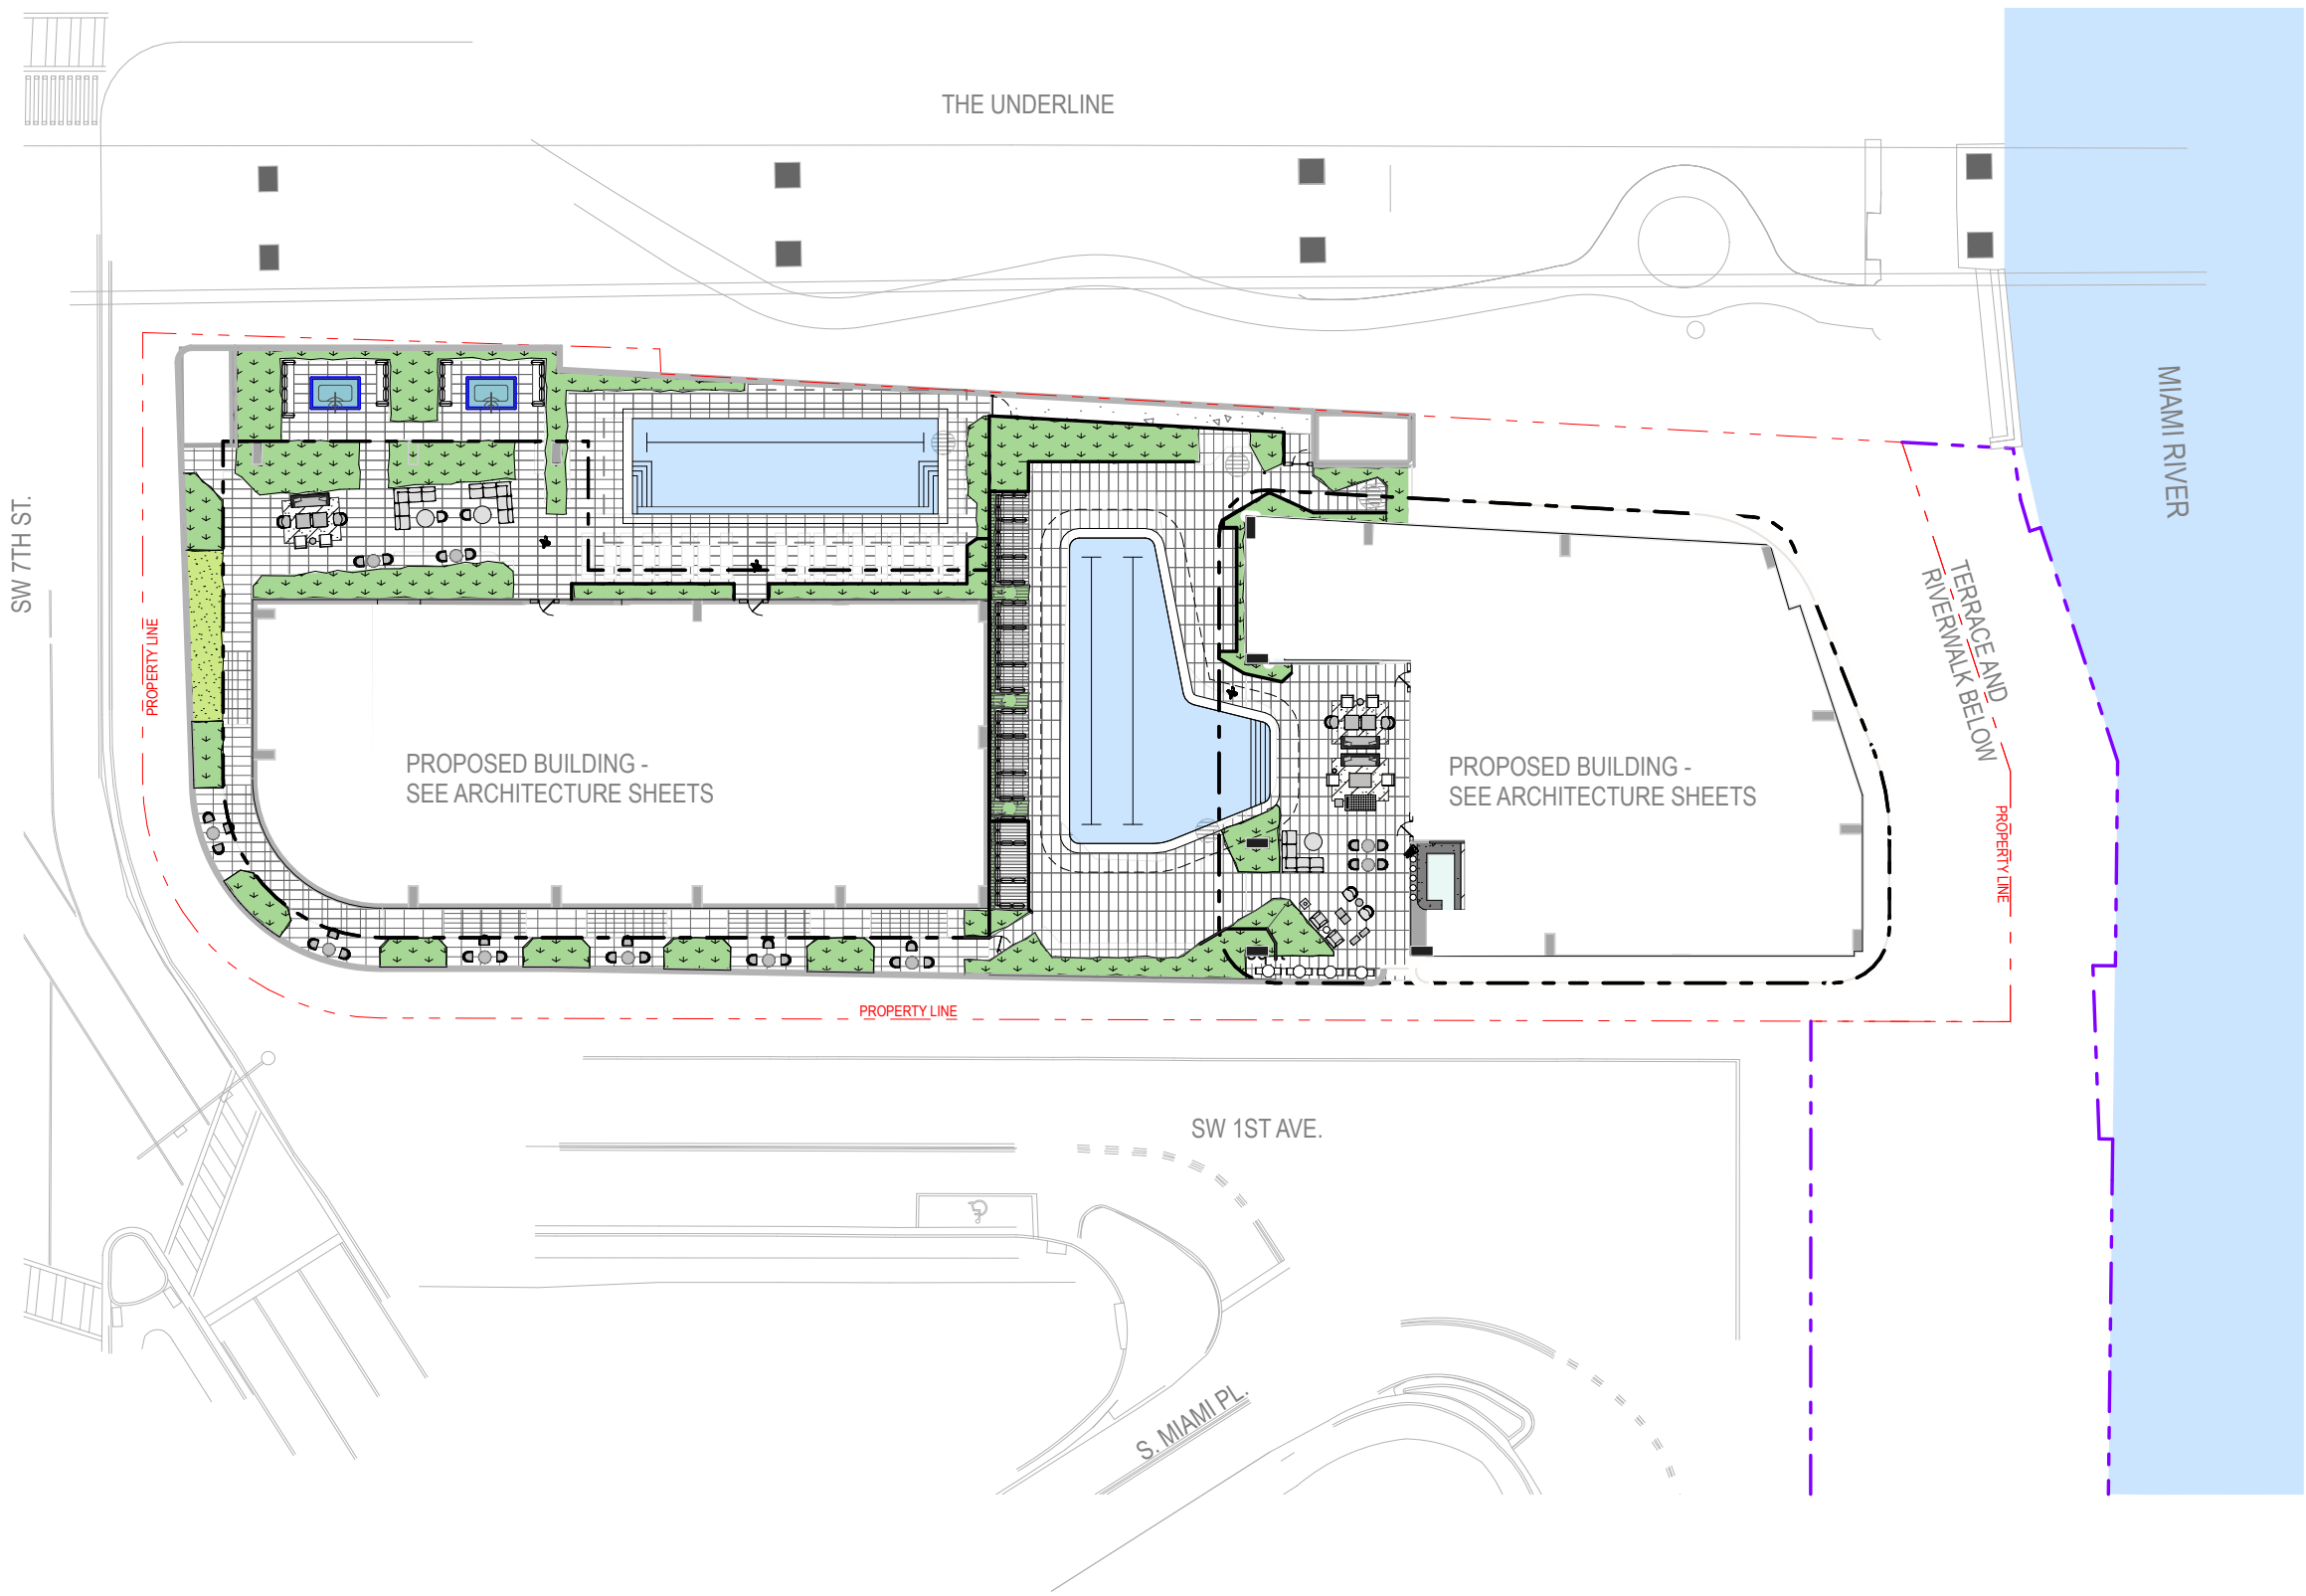 THE UNDERLINE
MIAMI RIVER
SW 7TH ST.
TERRACE AND
RIVERWALK BELOW
PROPERTY LINE
PROPOSED BUILDING -
SEE ARCHITECTURE SHEETS
PROPOSED BUILDING -
SEE ARCHITECTURE SHEETS
PROPERTY LINE
PROPERTY LINE
SW 1ST AVE.
S. MIAMI PL.